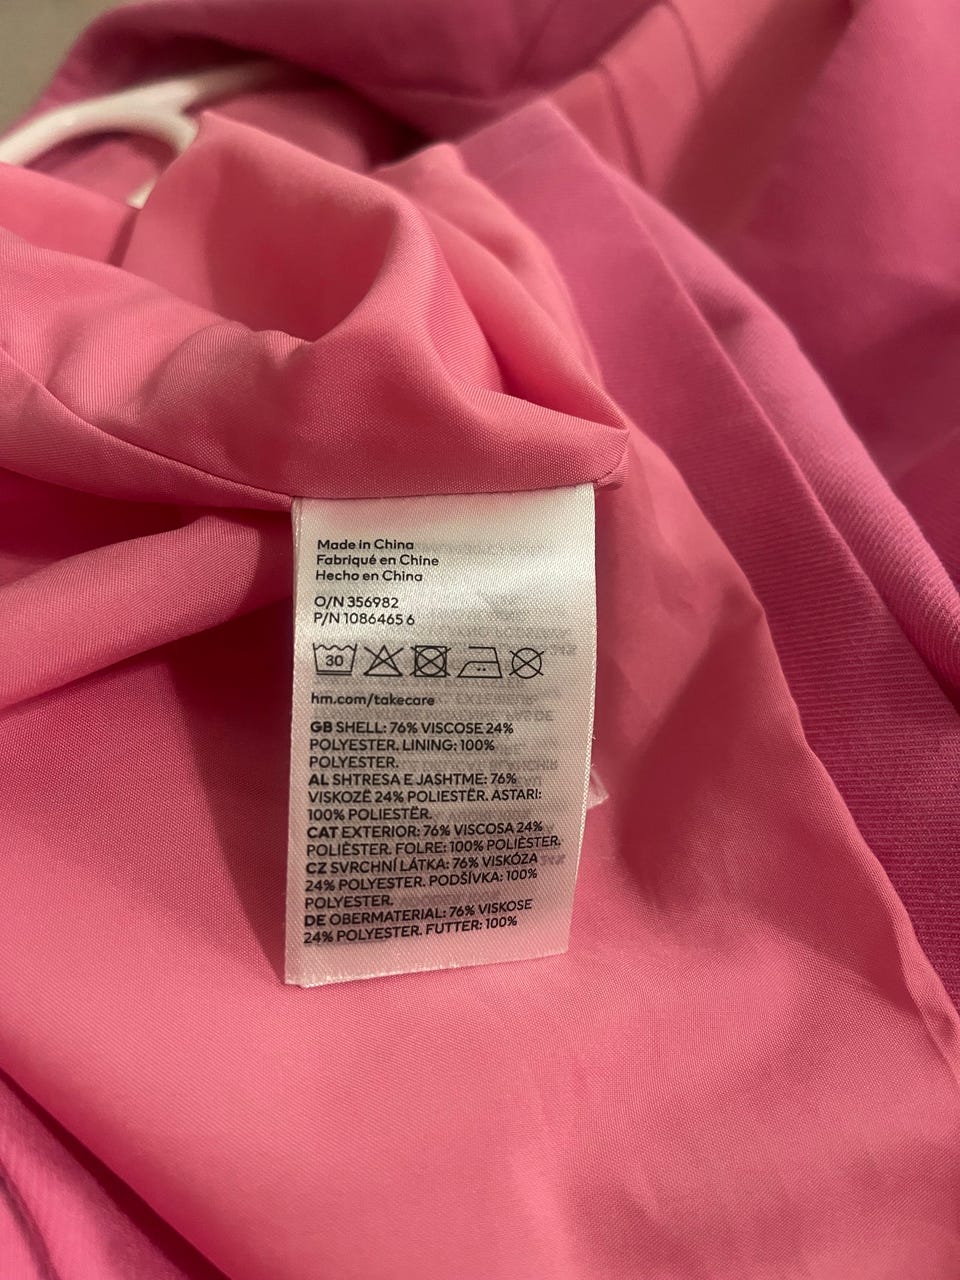 Made in China
Fabriqué en Chine
Hecho en China
O/N 356982
P/N 1086465 6
30
hm.com/takecare
GB SHELL: 76% VISCOSE 24%
POLYESTER. LINING: 100%
POLYESTER.
AL SHTRESA E JASHTME: 76%
VISKOZË 24% POLIESTËR. ASTARI:
100% POLIESTËR.
CAT EXTERIOR: 76% VISCOSA 24%
POLIÈSTER. FOLRE: 100% POLIÈSTER.
CZ SVRCHNÍ LÁTKA: 76% VISKÓZA
24% POLYESTER. PODŠÍVKA: 100%
POLYESTER.
DE OBERMATERIAL: 76% VISKOSE
24% POLYESTER. FUTTER: 100%